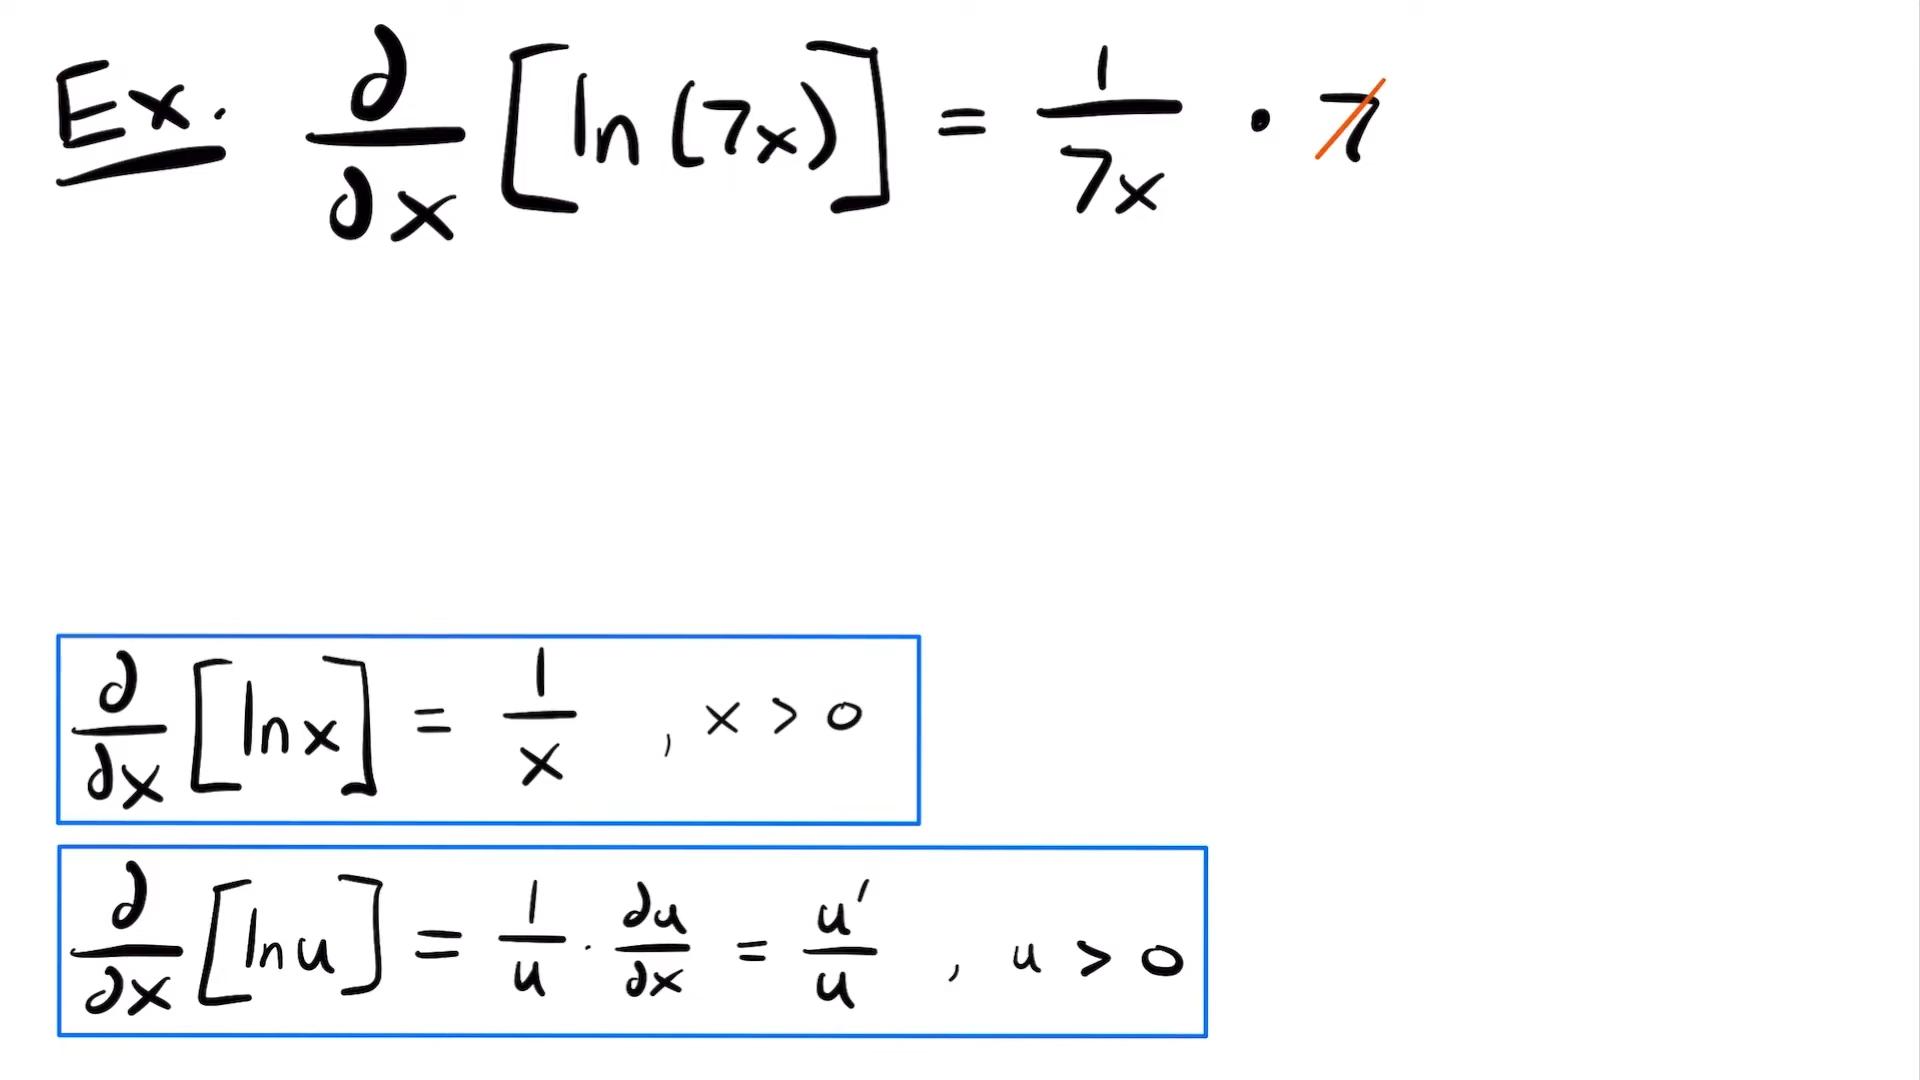 Ex. ∂/∂x [ln(7x)] = 1/7x · 7
∂/∂x [ln x] = 1/x , x > 0
∂/∂x [ln u] = 1/u · ∂u/∂x = u'/u , u > 0